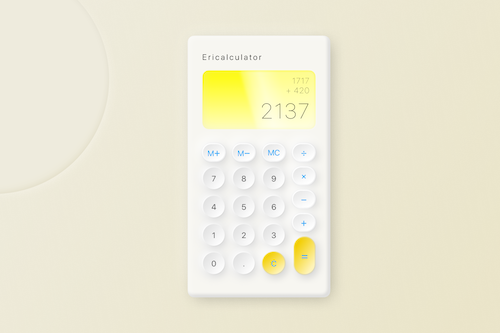 Ericalculator
1717
+ 420
2137
M+ M− MC ÷
7 8 9 ×
4 5 6 −
1 2 3 +
0 . C =